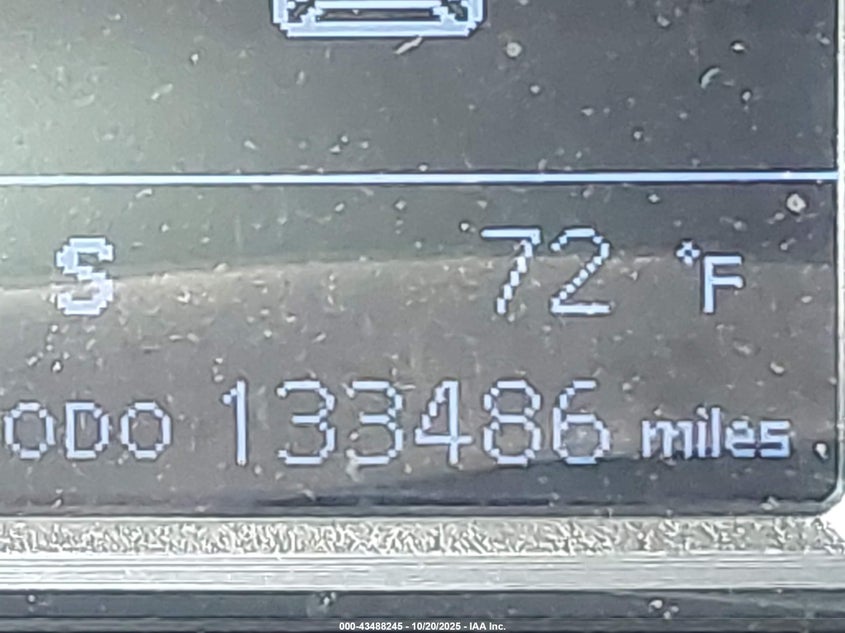 S 72 °F
ODO 133486 miles
000-43488245 - 10/20/2025 - IAA Inc.